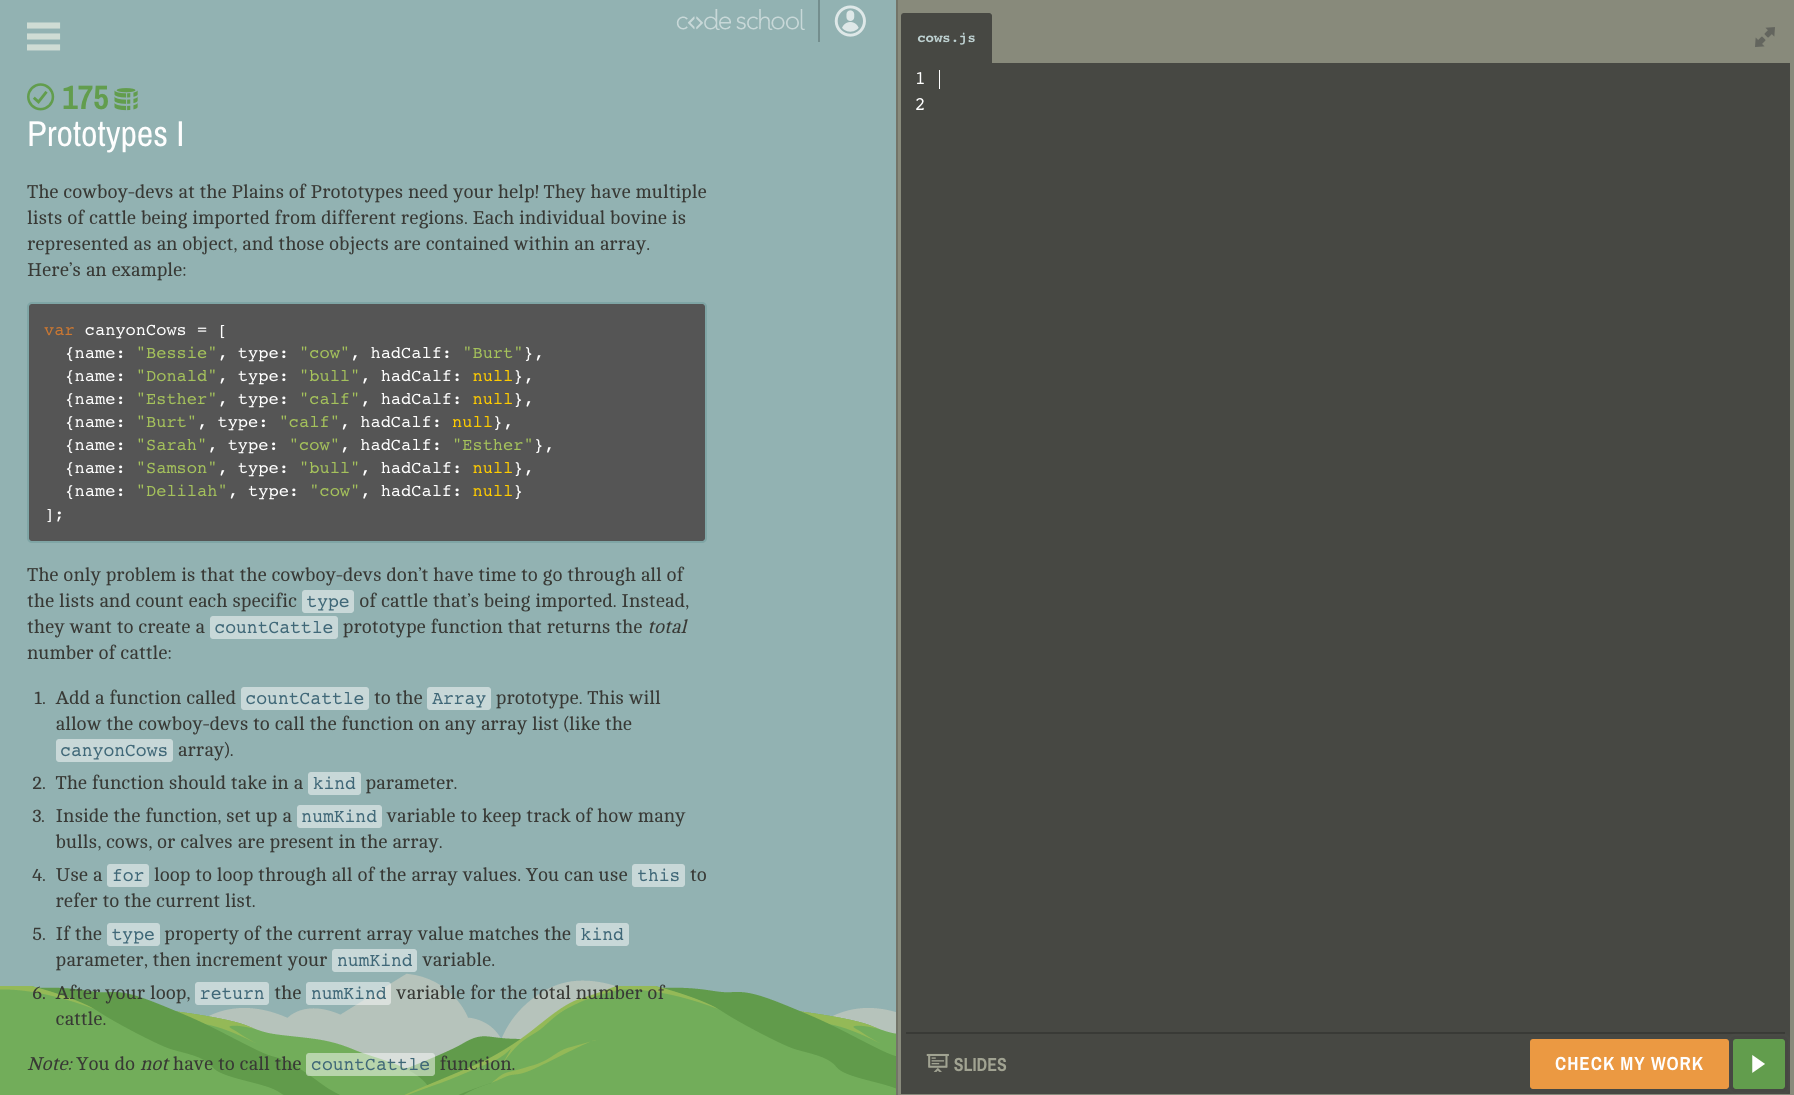 c<>de school
175
Prototypes I
The cowboy-devs at the Plains of Prototypes need your help! They have multiple
lists of cattle being imported from different regions. Each individual bovine is
represented as an object, and those objects are contained within an array.
Here's an example:
var canyonCows = [
  {name: "Bessie", type: "cow", hadCalf: "Burt"},
  {name: "Donald", type: "bull", hadCalf: null},
  {name: "Esther", type: "calf", hadCalf: null},
  {name: "Burt", type: "calf", hadCalf: null},
  {name: "Sarah", type: "cow", hadCalf: "Esther"},
  {name: "Samson", type: "bull", hadCalf: null},
  {name: "Delilah", type: "cow", hadCalf: null}
];
The only problem is that the cowboy-devs don't have time to go through all of
the lists and count each specific type of cattle that's being imported. Instead,
they want to create a countCattle prototype function that returns the total
number of cattle:
1. Add a function called countCattle to the Array prototype. This will
allow the cowboy-devs to call the function on any array list (like the
canyonCows array).
2. The function should take in a kind parameter.
3. Inside the function, set up a numKind variable to keep track of how many
bulls, cows, or calves are present in the array.
4. Use a for loop to loop through all of the array values. You can use this to
refer to the current list.
5. If the type property of the current array value matches the kind
parameter, then increment your numKind variable.
6. After your loop, return the numKind variable for the total number of
cattle.
Note: You do not have to call the countCattle function.
cows.js
1
2
SLIDES
CHECK MY WORK